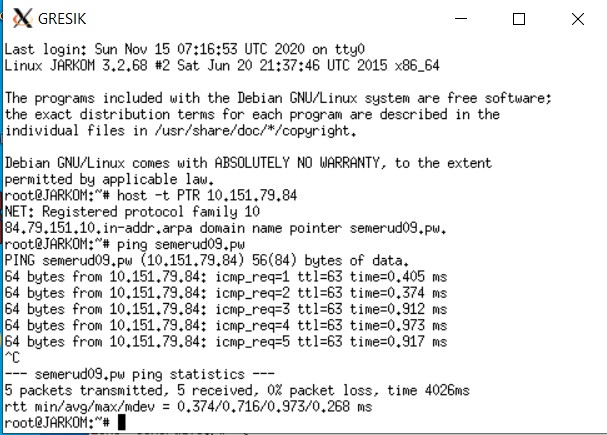 GRESIK
Last login: Sun Nov 15 07:16:53 UTC 2020 on tty0
Linux JARKOM 3.2.68 #2 Sat Jun 20 21:37:46 UTC 2015 x86_64
The programs included with the Debian GNU/Linux system are free software;
the exact distribution terms for each program are described in the
individual files in /usr/share/doc/*/copyright.
Debian GNU/Linux comes with ABSOLUTELY NO WARRANTY, to the extent
permitted by applicable law.
root@JARKOM:~# host -t PTR 10.151.79.84
NET: Registered protocol family 10
84.79.151.10.in-addr.arpa domain name pointer semerud09.pw.
root@JARKOM:~# ping semerud09.pw
PING semerud09.pw (10.151.79.84) 56(84) bytes of data.
64 bytes from 10.151.79.84: icmp_req=1 ttl=63 time=0.405 ms
64 bytes from 10.151.79.84: icmp_req=2 ttl=63 time=0.374 ms
64 bytes from 10.151.79.84: icmp_req=3 ttl=63 time=0.912 ms
64 bytes from 10.151.79.84: icmp_req=4 ttl=63 time=0.973 ms
64 bytes from 10.151.79.84: icmp_req=5 ttl=63 time=0.917 ms
^C
--- semerud09.pw ping statistics ---
5 packets transmitted, 5 received, 0% packet loss, time 4026ms
rtt min/avg/max/mdev = 0.374/0.716/0.973/0.268 ms
root@JARKOM:~#